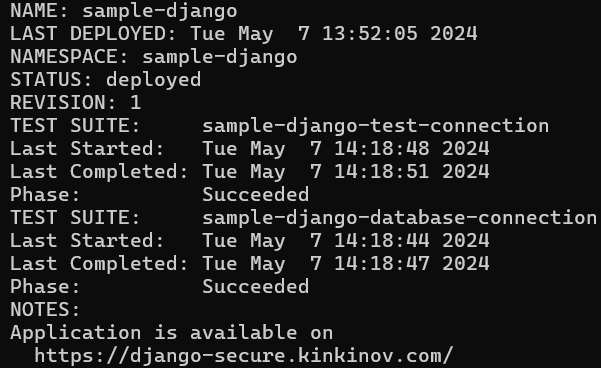 NAME: sample-django
LAST DEPLOYED: Tue May  7 13:52:05 2024
NAMESPACE: sample-django
STATUS: deployed
REVISION: 1
TEST SUITE:     sample-django-test-connection
Last Started:   Tue May  7 14:18:48 2024
Last Completed: Tue May  7 14:18:51 2024
Phase:          Succeeded
TEST SUITE:     sample-django-database-connection
Last Started:   Tue May  7 14:18:44 2024
Last Completed: Tue May  7 14:18:47 2024
Phase:          Succeeded
NOTES:
Application is available on
  https://django-secure.kinkinov.com/